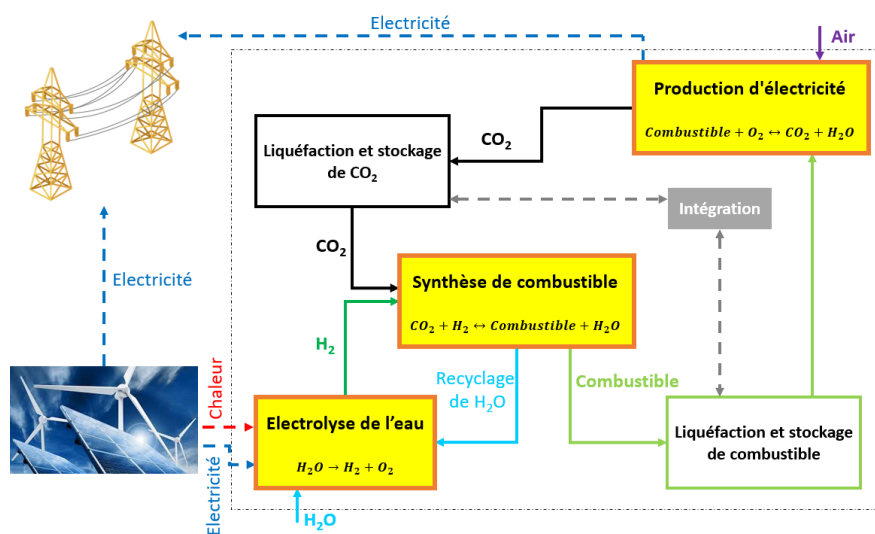 Electricité
Air
Production d'électricité
Combustible + O₂ ↔ CO₂ + H₂O
CO₂
Liquéfaction et stockage
de CO₂
Intégration
CO₂
Electricité
Synthèse de combustible
CO₂ + H₂ ↔ Combustible + H₂O
H₂
Chaleur
Recyclage
de H₂O
Combustible
Electrolyse de l’eau
H₂O → H₂ + O₂
Liquéfaction et stockage
de combustible
Electricité
H₂O